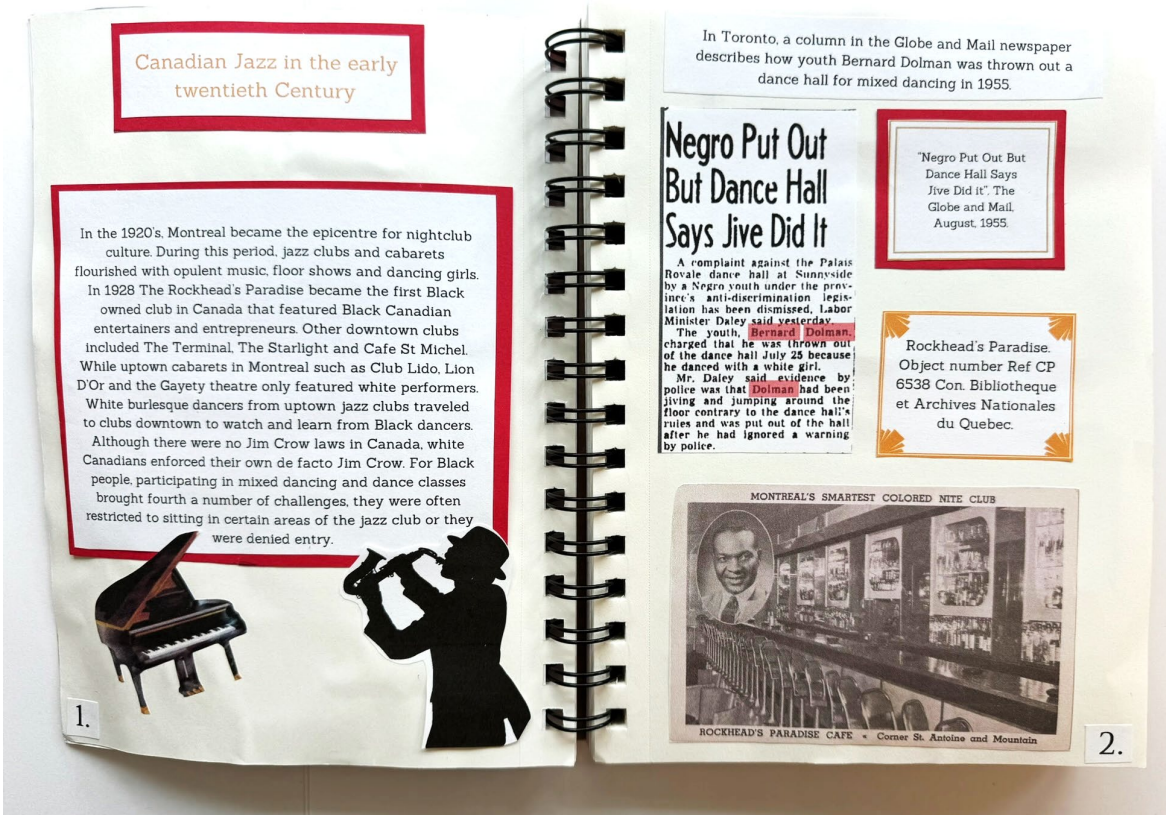 Canadian Jazz in the early
twentieth Century
In the 1920's, Montreal became the epicentre for nightclub
culture. During this period, jazz clubs and cabarets
flourished with opulent music, floor shows and dancing girls.
In 1928 The Rockhead's Paradise became the first Black
owned club in Canada that featured Black Canadian
entertainers and entrepreneurs. Other downtown clubs
included The Terminal, The Starlight and Cafe St Michel.
While uptown cabarets in Montreal such as Club Lido, Lion
D'Or and the Gayety theatre only featured white performers.
White burlesque dancers from uptown jazz clubs traveled
to clubs downtown to watch and learn from Black dancers.
Although there were no Jim Crow laws in Canada, white
Canadians enforced their own de facto Jim Crow. For Black
people, participating in mixed dancing and dance classes
brought fourth a number of challenges, they were often
restricted to sitting in certain areas of the jazz club or they
were denied entry.
1.
In Toronto, a column in the Globe and Mail newspaper
describes how youth Bernard Dolman was thrown out a
dance hall for mixed dancing in 1955.
Negro Put Out
But Dance Hall
Says Jive Did It
A complaint against the Palais
Royale dance hall at Sunnyside
by a Negro youth under the prov-
ince's anti-discrimination legis-
lation has been dismissed, Labor
Minister Daley said yesterday.
The youth, Bernard Dolman,
charged that he was thrown out
of the dance hall July 25 because
he danced with a white girl.
Mr. Daley said evidence by
police was that Dolman had been
jiving and jumping around the
floor contrary to the dance hall's
rules and was put out of the hall
after he had ignored a warning
by police.
"Negro Put Out But
Dance Hall Says
Jive Did it", The
Globe and Mail,
August, 1955.
Rockhead's Paradise.
Object number Ref CP
6538 Con. Bibliotheque
et Archives Nationales
du Quebec.
MONTREAL'S SMARTEST COLORED NITE CLUB
ROCKHEAD'S PARADISE CAFE • Corner St. Antoine and Mountain
2.